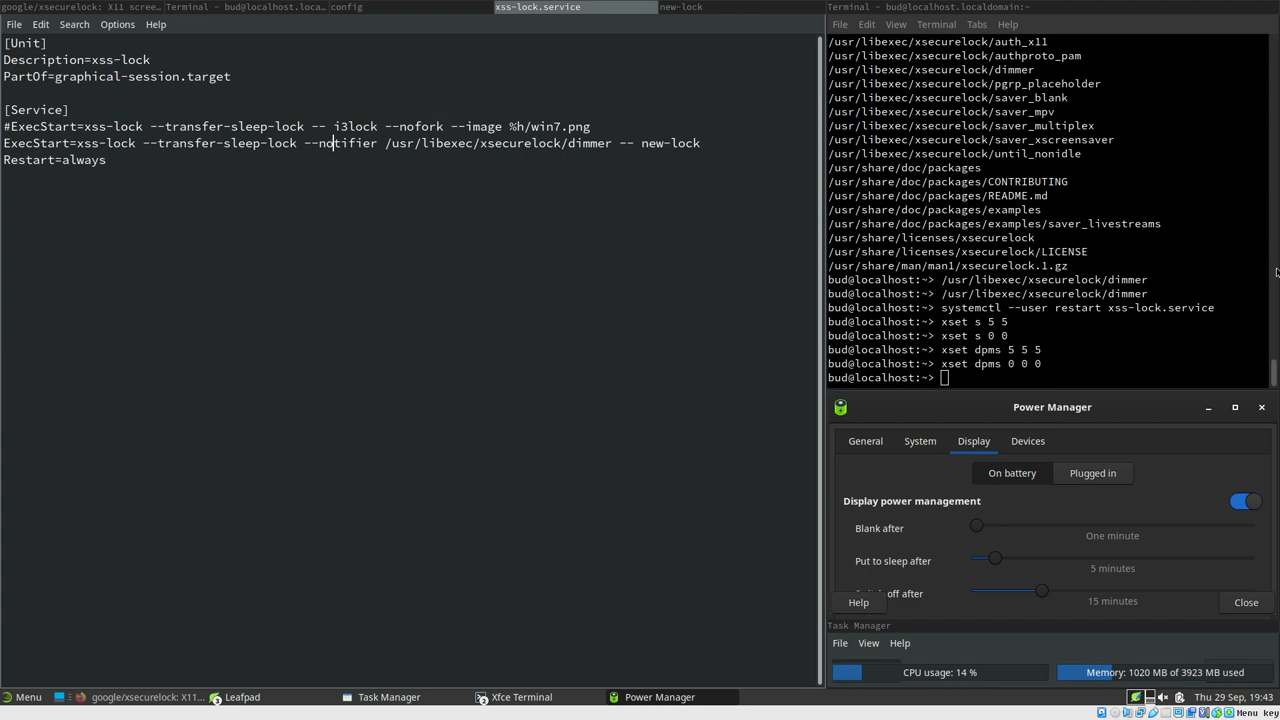 google/xsecurelock: X11 scree...
Terminal - bud@localhost.loca...
config
xss-lock.service
new-lock
File Edit Search Options Help
[Unit]
Description=xss-lock
PartOf=graphical-session.target
[Service]
#ExecStart=xss-lock --transfer-sleep-lock -- i3lock --nofork --image %h/win7.png
ExecStart=xss-lock --transfer-sleep-lock --notifier /usr/libexec/xsecurelock/dimmer -- new-lock
Restart=always
Terminal - bud@localhost.localdomain:~
File Edit View Terminal Tabs Help
/usr/libexec/xsecurelock/auth_x11
/usr/libexec/xsecurelock/authproto_pam
/usr/libexec/xsecurelock/dimmer
/usr/libexec/xsecurelock/pgrp_placeholder
/usr/libexec/xsecurelock/saver_blank
/usr/libexec/xsecurelock/saver_mpv
/usr/libexec/xsecurelock/saver_multiplex
/usr/libexec/xsecurelock/saver_xscreensaver
/usr/libexec/xsecurelock/until_nonidle
/usr/share/doc/packages
/usr/share/doc/packages/CONTRIBUTING
/usr/share/doc/packages/README.md
/usr/share/doc/packages/examples
/usr/share/doc/packages/examples/saver_livestreams
/usr/share/licenses/xsecurelock
/usr/share/licenses/xsecurelock/LICENSE
/usr/share/man/man1/xsecurelock.1.gz
bud@localhost:~> /usr/libexec/xsecurelock/dimmer
bud@localhost:~> /usr/libexec/xsecurelock/dimmer
bud@localhost:~> systemctl --user restart xss-lock.service
bud@localhost:~> xset s 5 5
bud@localhost:~> xset s 0 0
bud@localhost:~> xset dpms 5 5 5
bud@localhost:~> xset dpms 0 0 0
bud@localhost:~>
Power Manager
General System Display Devices
On battery Plugged in
Display power management
Blank after
One minute
Put to sleep after
5 minutes
off after
15 minutes
Help Close
Task Manager
File View Help
CPU usage: 14 % Memory: 1020 MB of 3923 MB used
Menu google/xsecurelock: X11... 3 Leafpad Task Manager 2 Xfce Terminal Power Manager Thu 29 Sep, 19:43
Menu key